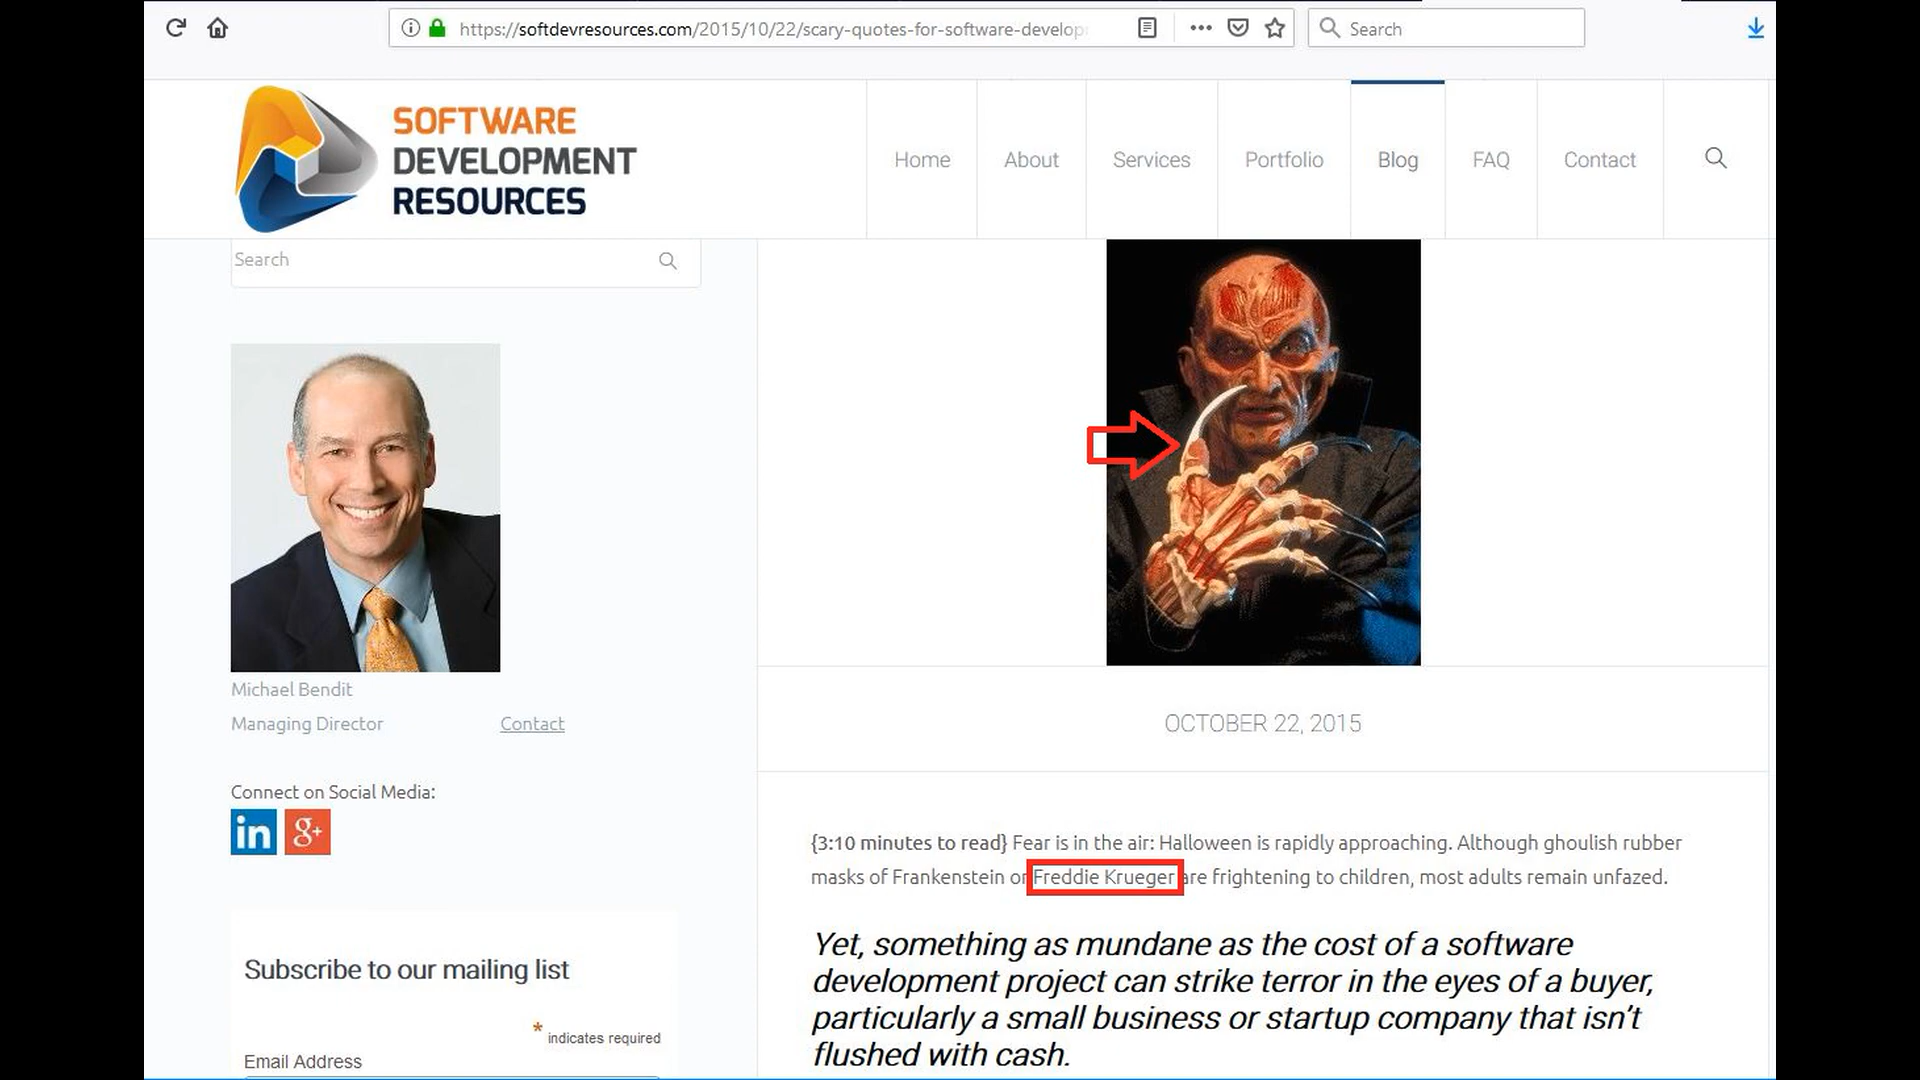 https://softdevresources.com/2015/10/22/scary-quotes-for-software-develop
Search
SOFTWARE
DEVELOPMENT
RESOURCES
Home
About
Services
Portfolio
Blog
FAQ
Contact
Search
Michael Bendit
Managing Director
Contact
Connect on Social Media:
in
g+
Subscribe to our mailing list
* indicates required
Email Address
OCTOBER 22, 2015
{3:10 minutes to read} Fear is in the air: Halloween is rapidly approaching. Although ghoulish rubber
masks of Frankenstein or Freddie Krueger are frightening to children, most adults remain unfazed.
Yet, something as mundane as the cost of a software
development project can strike terror in the eyes of a buyer,
particularly a small business or startup company that isn’t
flushed with cash.